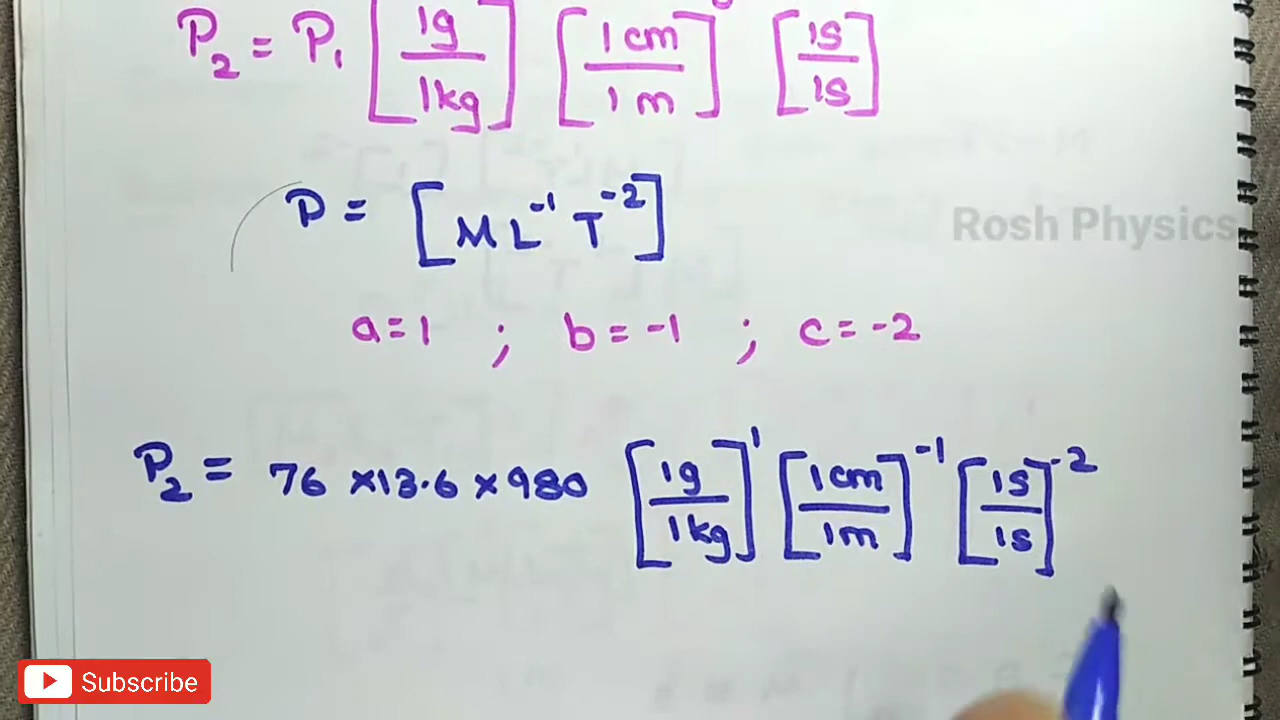 P₂ = P₁ [1g/1kg] [1cm/1m] [1s/1s]
P = [M L⁻¹ T⁻²]
Rosh Physics
a=1 ; b=-1 ; c=-2
P₂ = 76 ×13.6 ×980 [1g/1kg]¹ [1cm/1m]⁻¹ [1s/1s]⁻²
Subscribe